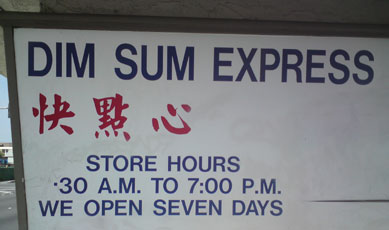 DIM SUM EXPRESS
快點心
STORE HOURS
:30 A.M. TO 7:00 P.M.
WE OPEN SEVEN DAYS